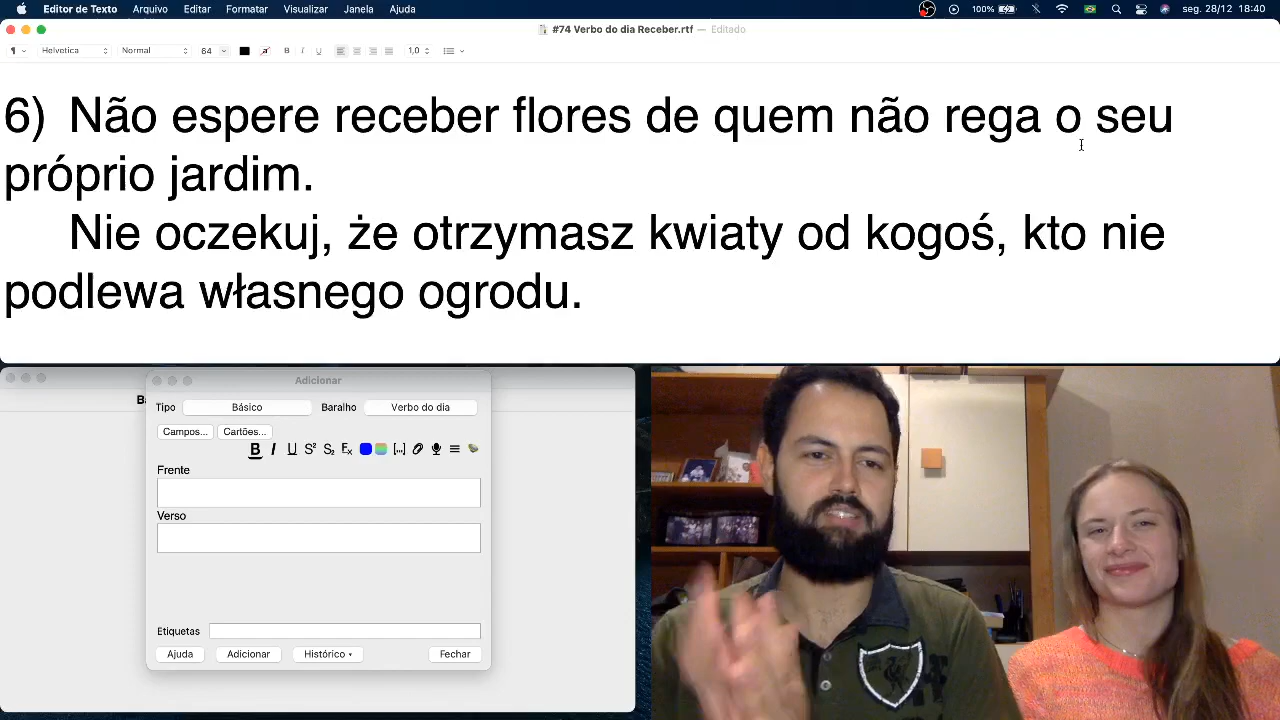 Editor de Texto Arquivo Editar Formatar Visualizar Janela Ajuda 100% seg. 28/12 18:40
#74 Verbo do dia Receber.rtf — Editado
¶ Helvetica Normal 64 B I U 1,0
6) Não espere receber flores de quem não rega o seu
próprio jardim.
Nie oczekuj, że otrzymasz kwiaty od kogoś, kto nie
podlewa własnego ogrodu.
Adicionar
Tipo Básico Baralho Verbo do dia
Campos... Cartões...
B I U S² S₂ Eₓ [...]
Frente
Verso
Etiquetas
Ajuda Adicionar Histórico ▾ Fechar